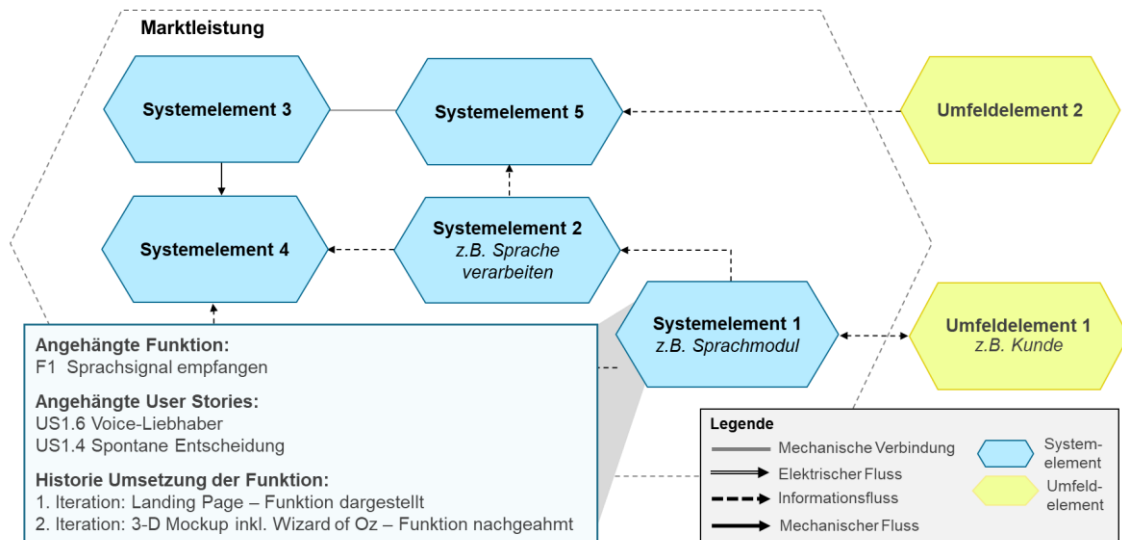 Marktleistung
Systemelement 3
Systemelement 5
Umfeldelement 2
Systemelement 4
Systemelement 2
z.B. Sprache
verarbeiten
Systemelement 1
z.B. Sprachmodul
Umfeldelement 1
z.B. Kunde
Angehängte Funktion:
F1 Sprachsignal empfangen
Angehängte User Stories:
US1.6 Voice-Liebhaber
US1.4 Spontane Entscheidung
Historie Umsetzung der Funktion:
1. Iteration: Landing Page – Funktion dargestellt
2. Iteration: 3-D Mockup inkl. Wizard of Oz – Funktion nachgeahmt
Legende
Mechanische Verbindung
Elektrischer Fluss
Informationsfluss
Mechanischer Fluss
System-
element
Umfeld-
element